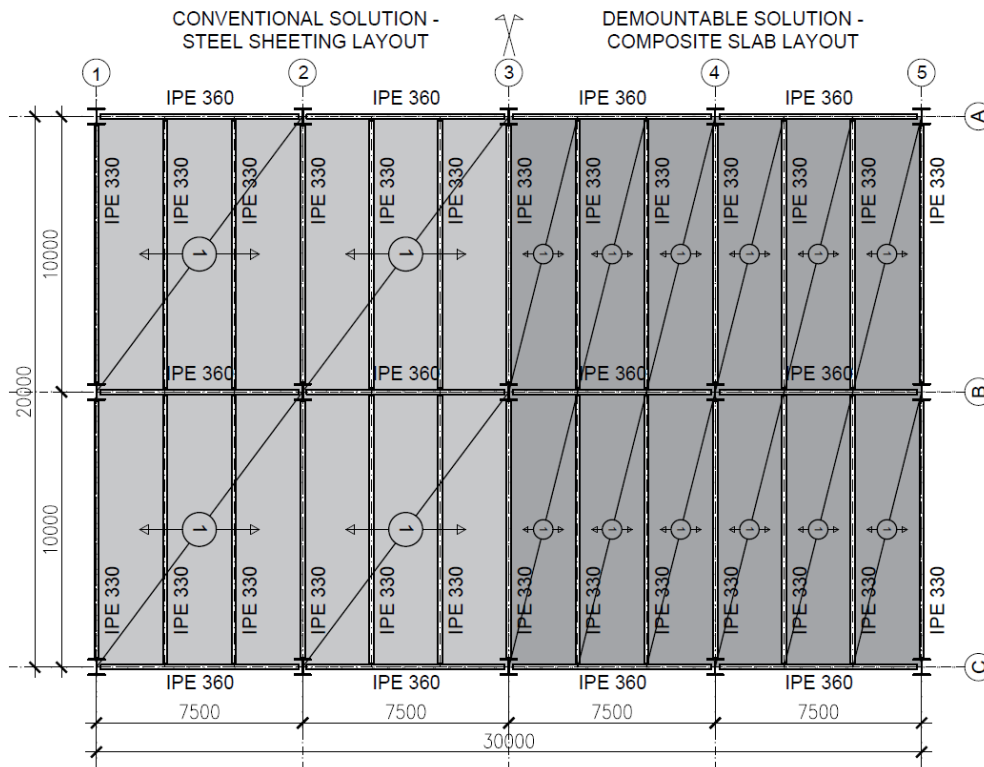 CONVENTIONAL SOLUTION -
STEEL SHEETING LAYOUT
DEMOUNTABLE SOLUTION -
COMPOSITE SLAB LAYOUT
1
2
3
4
5
IPE 360
IPE 360
IPE 360
IPE 360
A
IPE 330
IPE 330
IPE 330
IPE 330
IPE 330
IPE 330
IPE 330
IPE 330
IPE 330
IPE 330
IPE 330
IPE 330
IPE 330
10000
1
1
1
1
1
1
1
1
20000
IPE 360
IPE 360
IPE 360
IPE 360
B
10000
1
1
1
1
1
1
1
1
IPE 330
IPE 330
IPE 330
IPE 330
IPE 330
IPE 330
IPE 330
IPE 330
IPE 330
IPE 330
IPE 330
IPE 330
IPE 330
C
IPE 360
IPE 360
IPE 360
IPE 360
7500
7500
7500
7500
30000